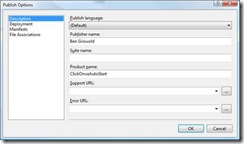 Publish Options
Description
Deployment
Manifests
File Associations
Publish language:
(Default)
Publisher name:
Ben Griswold
Suite name:
Product name:
ClickOnceAutoStart
Support URL:
...
Error URL:
...
OK
Cancel